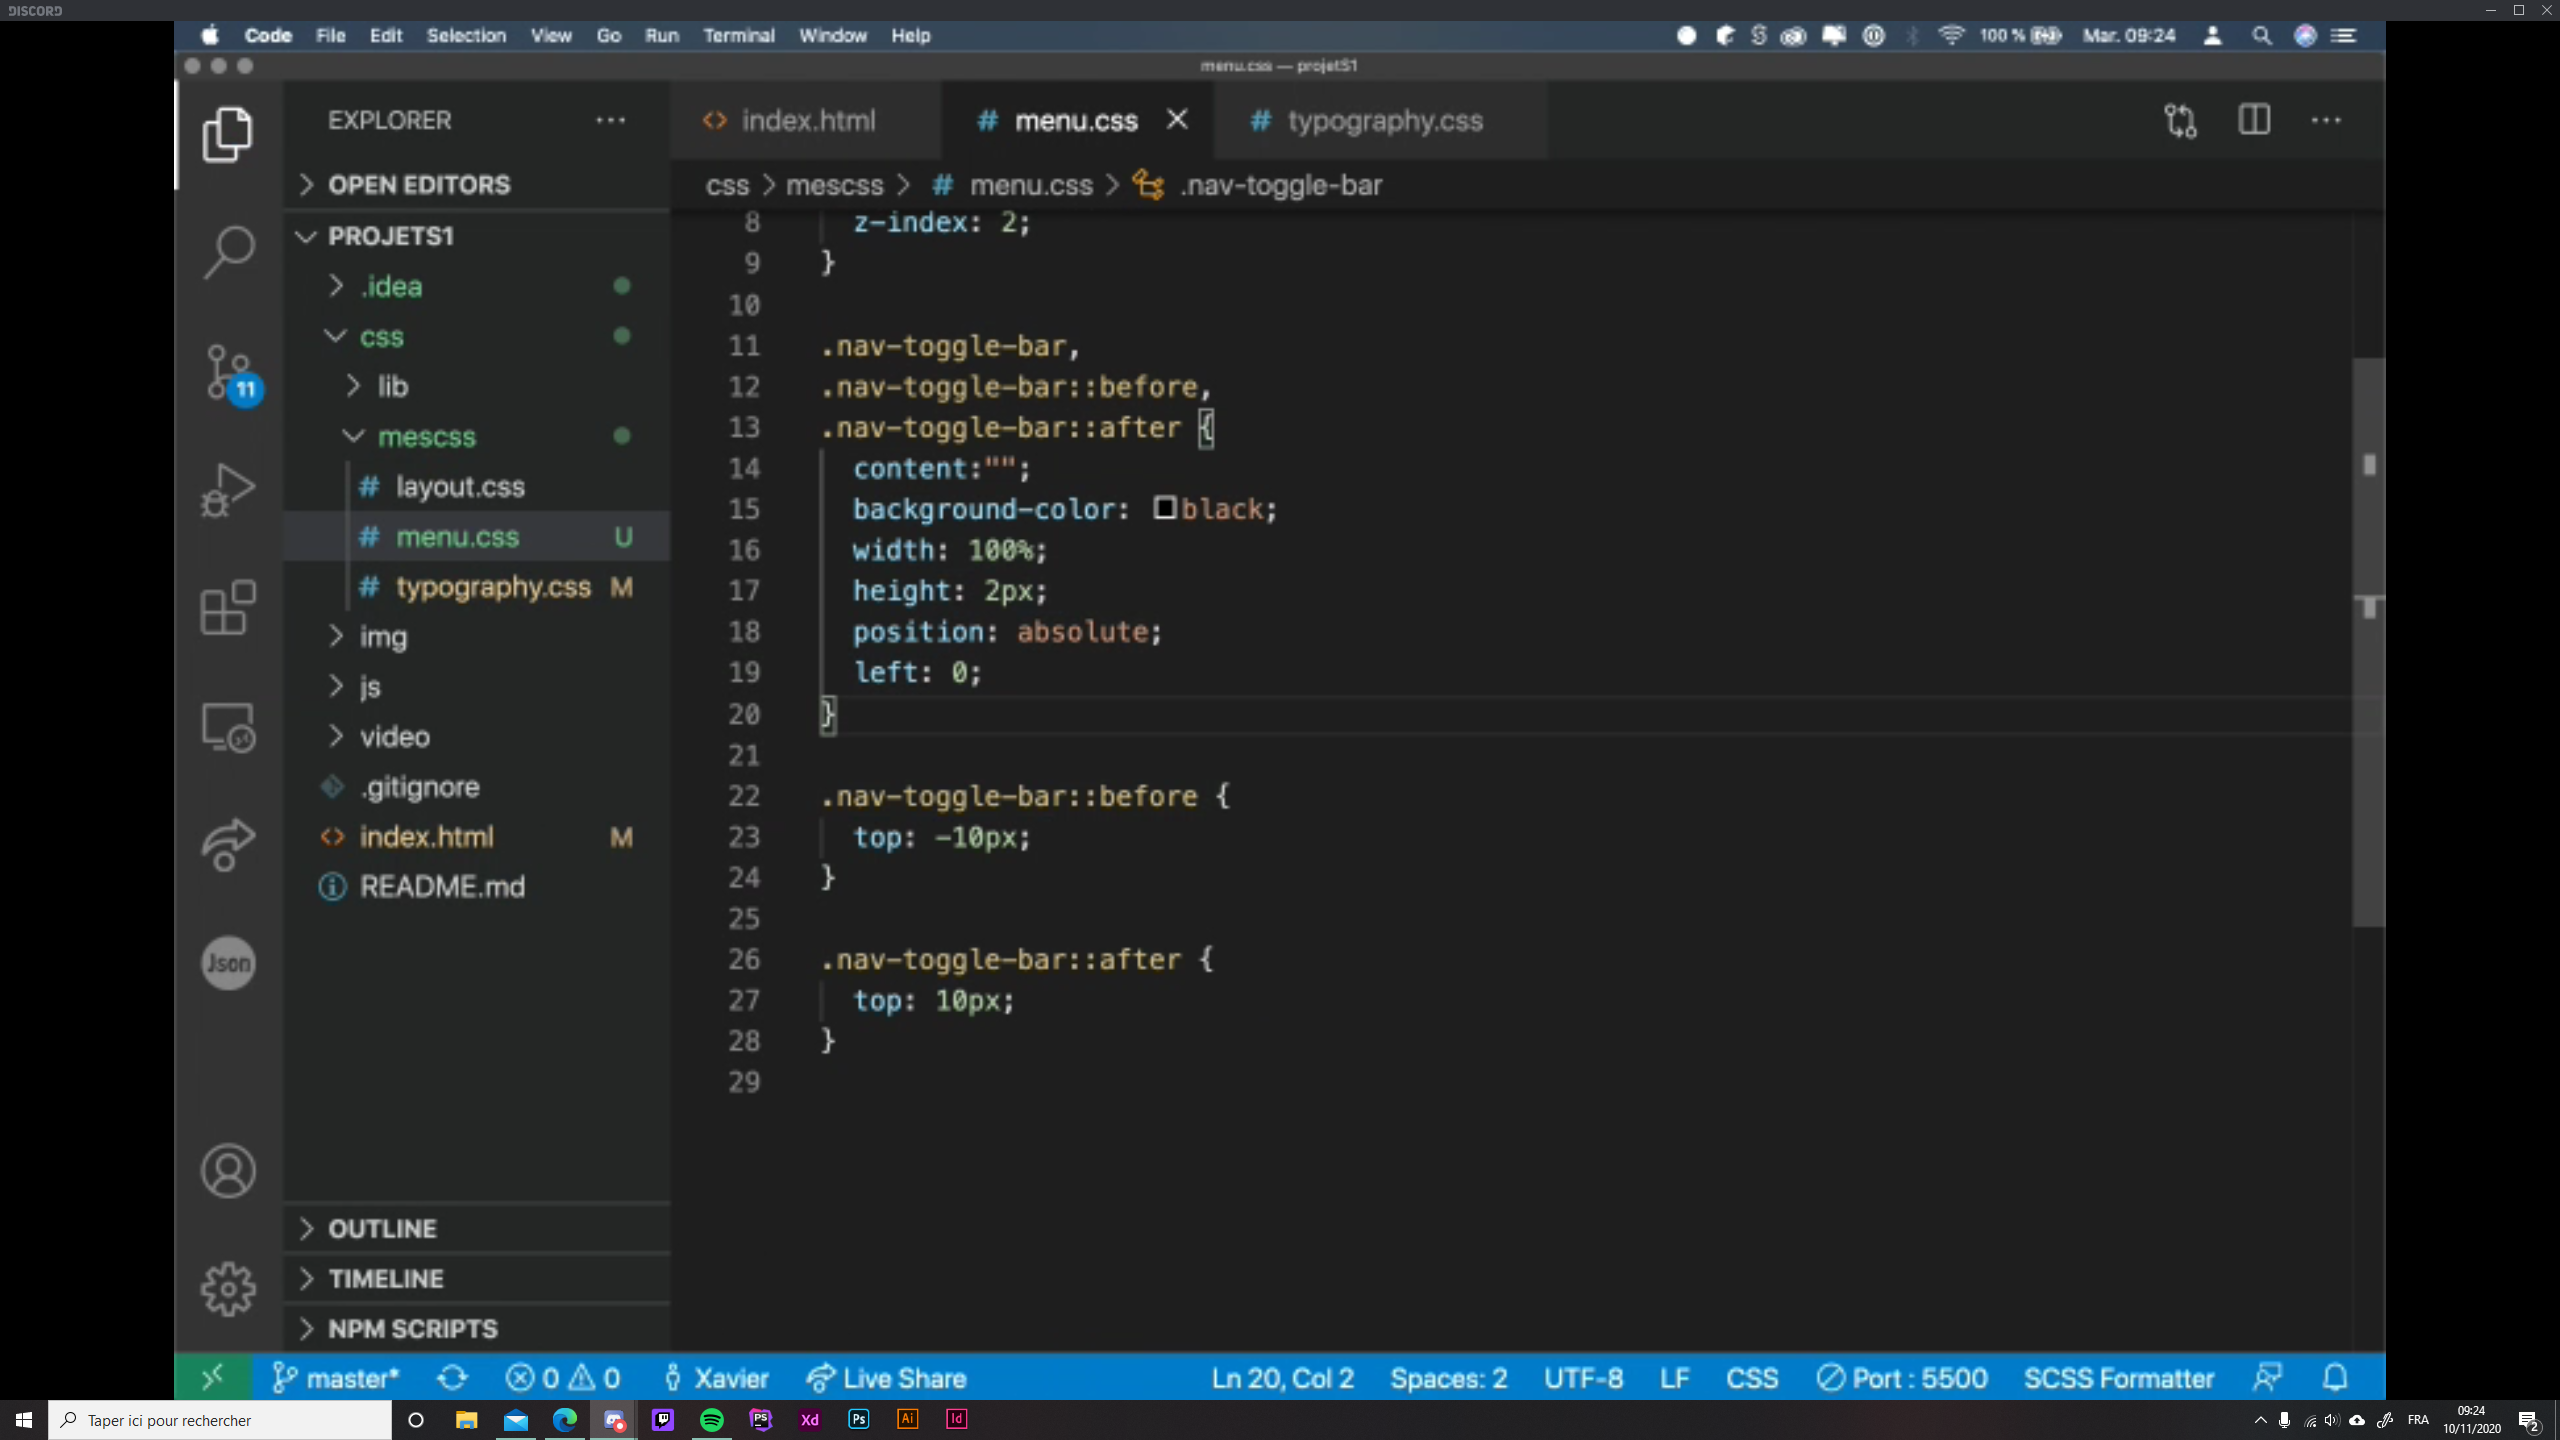 DISCORD
Code File Edit Selection View Go Run Terminal Window Help 100 % Mar. 09:24
menu.css — projetS1
EXPLORER
index.html
# menu.css
# typography.css
OPEN EDITORS
css > mescss > # menu.css > .nav-toggle-bar
PROJETS1
.idea
css
lib
mescss
# layout.css
# menu.css U
# typography.css M
img
js
video
.gitignore
index.html M
README.md
11
Json
OUTLINE
TIMELINE
NPM SCRIPTS
8 z-index: 2;
9 }
10
11 .nav-toggle-bar,
12 .nav-toggle-bar::before,
13 .nav-toggle-bar::after {
14 content:"";
15 background-color: black;
16 width: 100%;
17 height: 2px;
18 position: absolute;
19 left: 0;
20 }
21
22 .nav-toggle-bar::before {
23 top: -10px;
24 }
25
26 .nav-toggle-bar::after {
27 top: 10px;
28 }
29
master* 0 0 Xavier Live Share Ln 20, Col 2 Spaces: 2 UTF-8 LF CSS Port : 5500 SCSS Formatter
Taper ici pour rechercher
PS Xd Ps Ai Id
FRA
09:24
10/11/2020
2